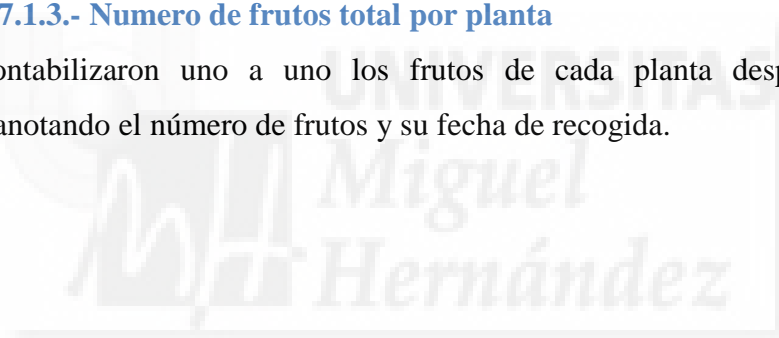 7.1.3.- Numero de frutos total por planta
ontabilizaron uno a uno los frutos de cada planta desp
anotando el número de frutos y su fecha de recogida.
UNIVERSITAS
Miguel
Hernández